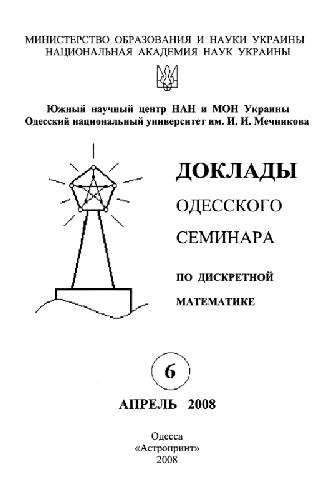 МИНИСТЕРСТВО ОБРАЗОВАНИЯ И НАУКИ УКРАИНЫ
НАЦИОНАЛЬНАЯ АКАДЕМИЯ НАУК УКРАИНЫ
Южный научный центр НАН и МОН Украины
Одесский национальный университет им. И. И. Мечникова
ДОКЛАДЫ
ОДЕССКОГО
СЕМИНАРА
ПО ДИСКРЕТНОЙ
МАТЕМАТИКЕ
6
АПРЕЛЬ 2008
Одесса
«Астропринт»
2008